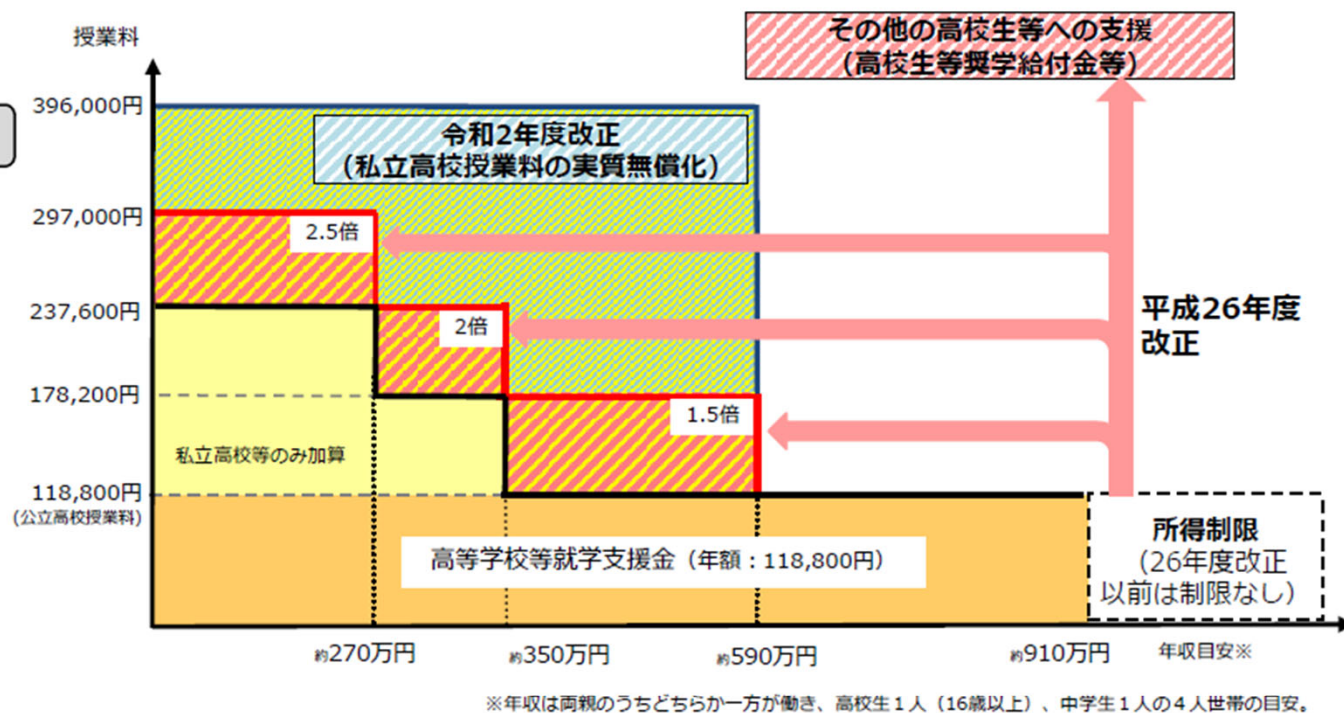 授業料
その他の高校生等への支援
（高校生等奨学給付金等）
396,000円
令和2年度改正
（私立高校授業料の実質無償化）
297,000円
2.5倍
237,600円
2倍
平成26年度
改正
178,200円
1.5倍
私立高校等のみ加算
118,800円
(公立高校授業料)
高等学校等就学支援金（年額：118,800円）
所得制限
（26年度改正
以前は制限なし）
約270万円
約350万円
約590万円
約910万円
年収目安※
※年収は両親のうちどちらか一方が働き、高校生１人（16歳以上）、中学生１人の４人世帯の目安。